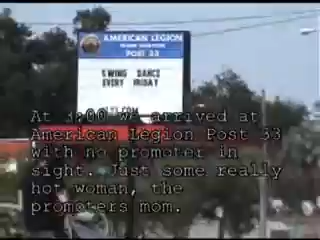 AMERICAN LEGION
POST 33
SWING DANCE
EVERY FRIDAY
At 3:00 we arrived at
American Legion Post 33
with no promoter in
sight. Just some really
hot woman, the
promoters mom.